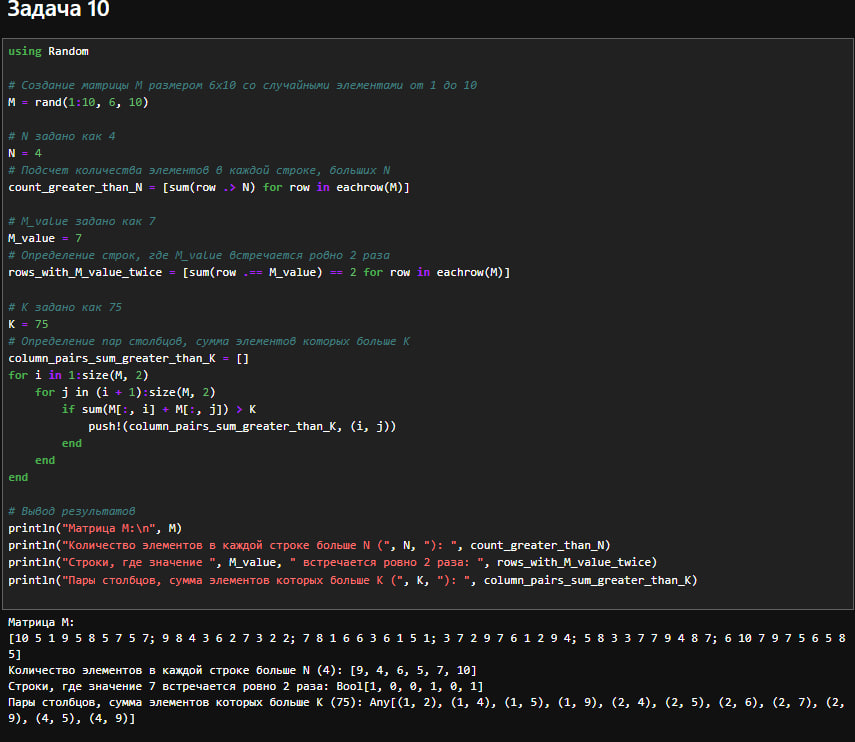 Задача 10
using Random
# Создание матрицы M размером 6x10 со случайными элементами от 1 до 10
M = rand(1:10, 6, 10)
# N задано как 4
N = 4
# Подсчет количества элементов в каждой строке, больших N
count_greater_than_N = [sum(row .> N) for row in eachrow(M)]
# M_value задано как 7
M_value = 7
# Определение строк, где M_value встречается ровно 2 раза
rows_with_M_value_twice = [sum(row .== M_value) == 2 for row in eachrow(M)]
# K задано как 75
K = 75
# Определение пар столбцов, сумма элементов которых больше K
column_pairs_sum_greater_than_K = []
for i in 1:size(M, 2)
    for j in (i + 1):size(M, 2)
        if sum(M[:, i] + M[:, j]) > K
            push!(column_pairs_sum_greater_than_K, (i, j))
        end
    end
end
# Вывод результатов
println("Матрица M:\n", M)
println("Количество элементов в каждой строке больше N (", N, "): ", count_greater_than_N)
println("Строки, где значение ", M_value, " встречается ровно 2 раза: ", rows_with_M_value_twice)
println("Пары столбцов, сумма элементов которых больше K (", K, "): ", column_pairs_sum_greater_than_K)
Матрица M:
[10 5 1 9 5 8 5 7 5 7; 9 8 4 3 6 2 7 3 2 2; 7 8 1 6 6 3 6 1 5 1; 3 7 2 9 7 6 1 2 9 4; 5 8 3 3 7 7 9 4 8 7; 6 10 7 9 7 5 6 5 8
5]
Количество элементов в каждой строке больше N (4): [9, 4, 6, 5, 7, 10]
Строки, где значение 7 встречается ровно 2 раза: Bool[1, 0, 0, 1, 0, 1]
Пары столбцов, сумма элементов которых больше K (75): Any[(1, 2), (1, 4), (1, 5), (1, 9), (2, 4), (2, 5), (2, 6), (2, 7), (2,
9), (4, 5), (4, 9)]